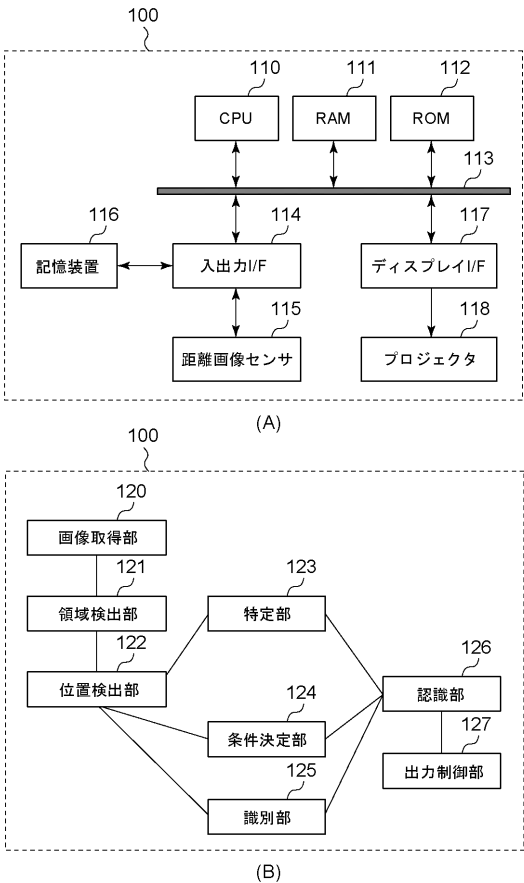 100
110 111 112
CPU RAM ROM
113
116 114 117
記憶装置 入出力I/F ディスプレイI/F
115 118
距離画像センサ プロジェクタ
(A)
100
120
画像取得部
121 123
領域検出部 特定部
122 126
位置検出部 認識部
124
条件決定部
127
出力制御部
125
識別部
(B)